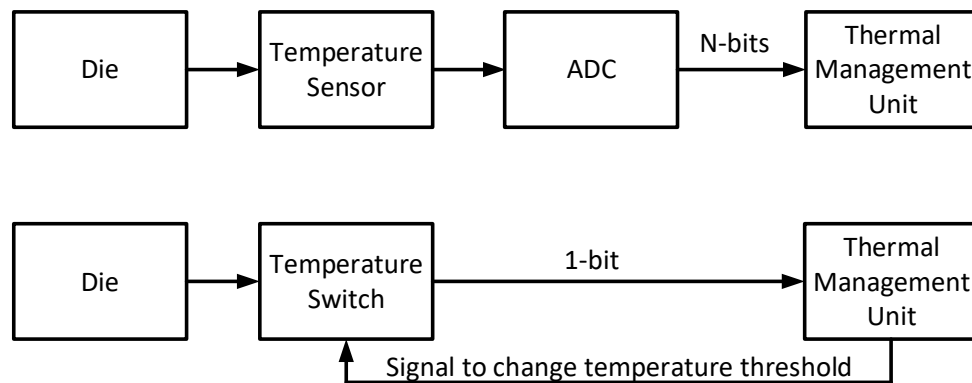 Die
Temperature
Sensor
ADC
N-bits
Thermal
Management
Unit
Die
Temperature
Switch
1-bit
Thermal
Management
Unit
Signal to change temperature threshold